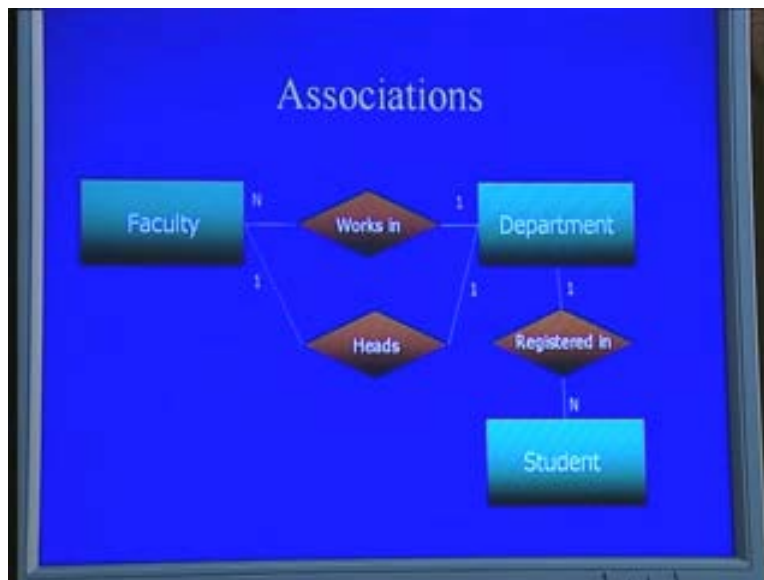 Associations
N
1
Faculty
Works in
Department
1
1
1
Heads
Registered in
N
Student